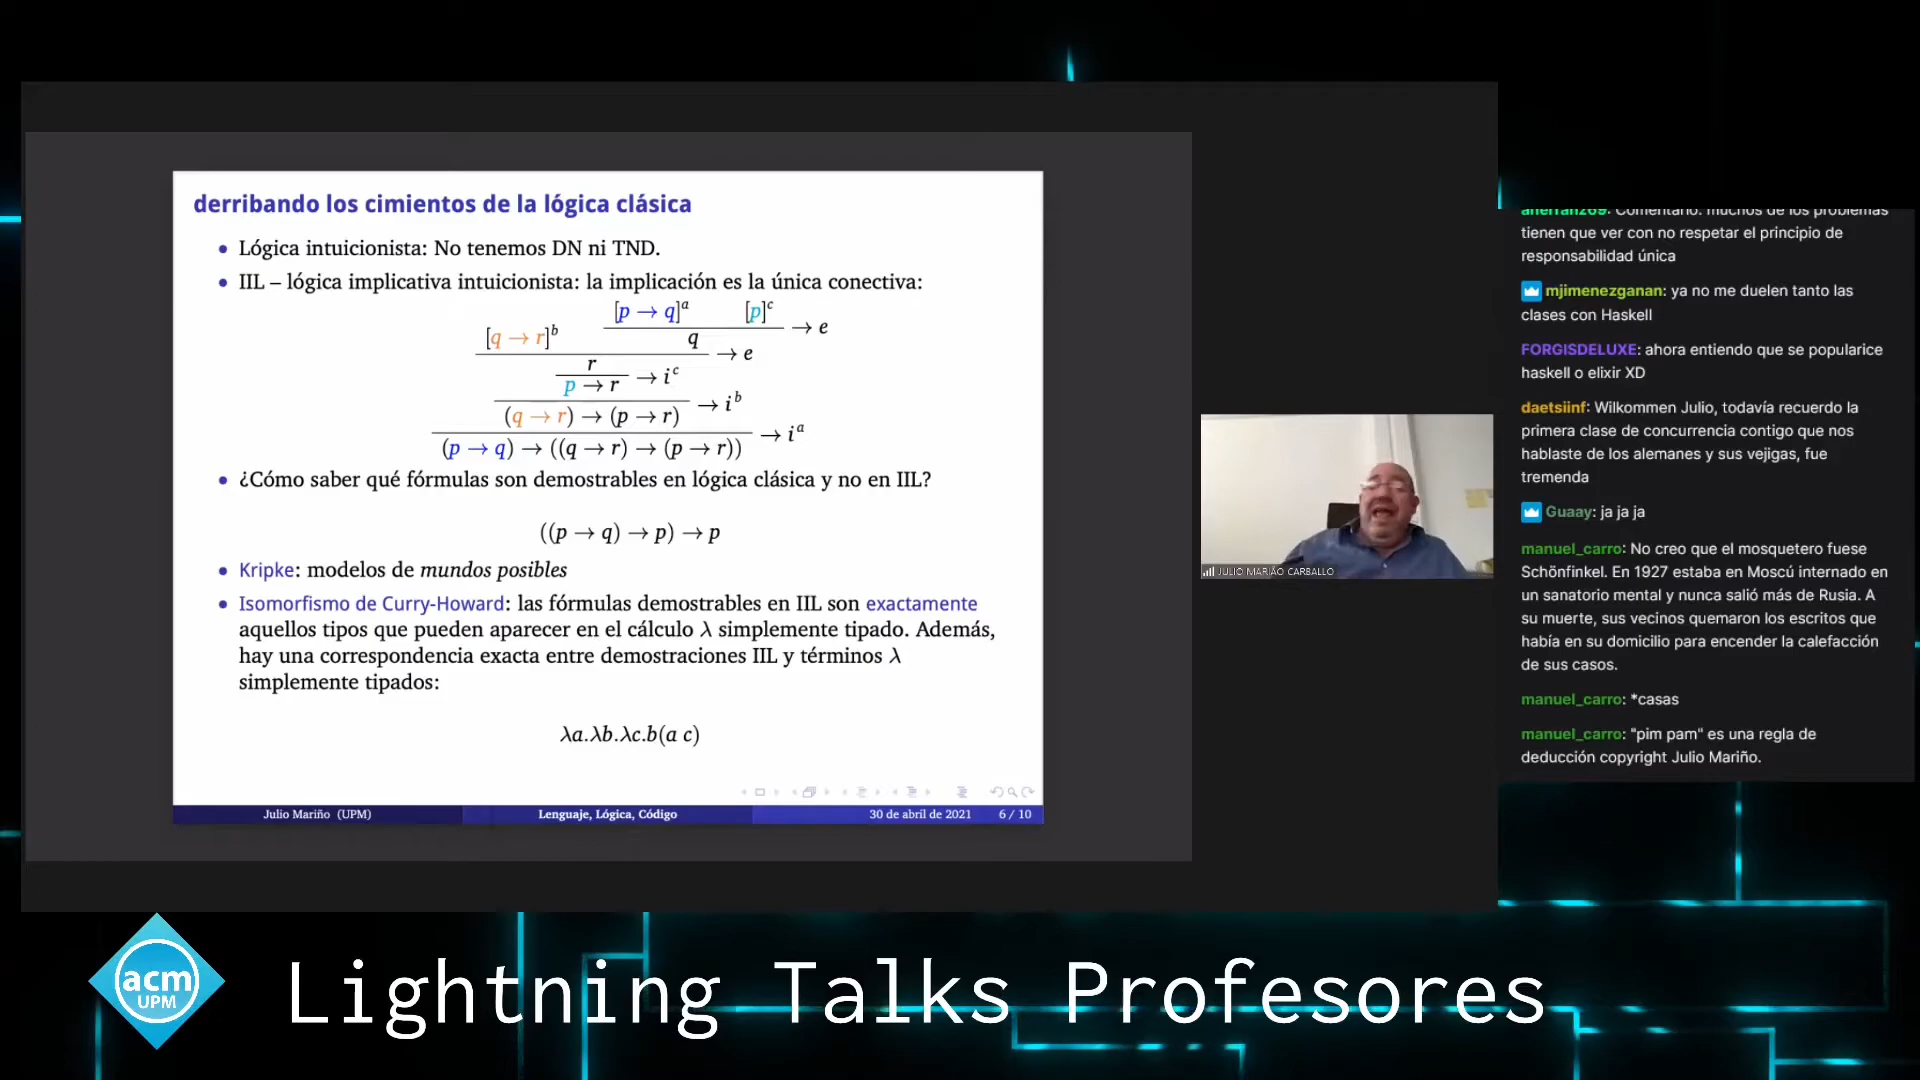 derribando los cimientos de la lógica clásica
Lógica intuicionista: No tenemos DN ni TND.
IIL – lógica implicativa intuicionista: la implicación es la única conectiva:
[p → q]ᵃ [p]ᶜ
→ e
[q → r]ᵇ q
→ e
r
→ iᶜ
p → r
→ iᵇ
(q → r) → (p → r)
→ iᵃ
(p → q) → ((q → r) → (p → r))
¿Cómo saber qué fórmulas son demostrables en lógica clásica y no en IIL?
((p → q) → p) → p
Kripke: modelos de mundos posibles
Isomorfismo de Curry-Howard: las fórmulas demostrables en IIL son exactamente
aquellos tipos que pueden aparecer en el cálculo λ simplemente tipado. Además,
hay una correspondencia exacta entre demostraciones IIL y términos λ
simplemente tipados:
λa.λb.λc.b(a c)
Julio Mariño (UPM) Lenguaje, Lógica, Código 30 de abril de 2021 6 / 10
JULIO MARIÃO CARBALLO
Comentario: muchos de los problemas
tienen que ver con no respetar el principio de
responsabilidad única
mjimenezganan: ya no me duelen tanto las
clases con Haskell
FORGISDELUXE: ahora entiendo que se popularice
haskell o elixir XD
daetsiinf: Wilkommen Julio, todavía recuerdo la
primera clase de concurrencia contigo que nos
hablaste de los alemanes y sus vejigas, fue
tremenda
Guaay: ja ja ja
manuel_carro: No creo que el mosquetero fuese
Schönfinkel. En 1927 estaba en Moscú internado en
un sanatorio mental y nunca salió más de Rusia. A
su muerte, sus vecinos quemaron los escritos que
había en su domicilio para encender la calefacción
de sus casos.
manuel_carro: *casas
manuel_carro: "pim pam" es una regla de
deducción copyright Julio Mariño.
acm
UPM
Lightning Talks Profesores